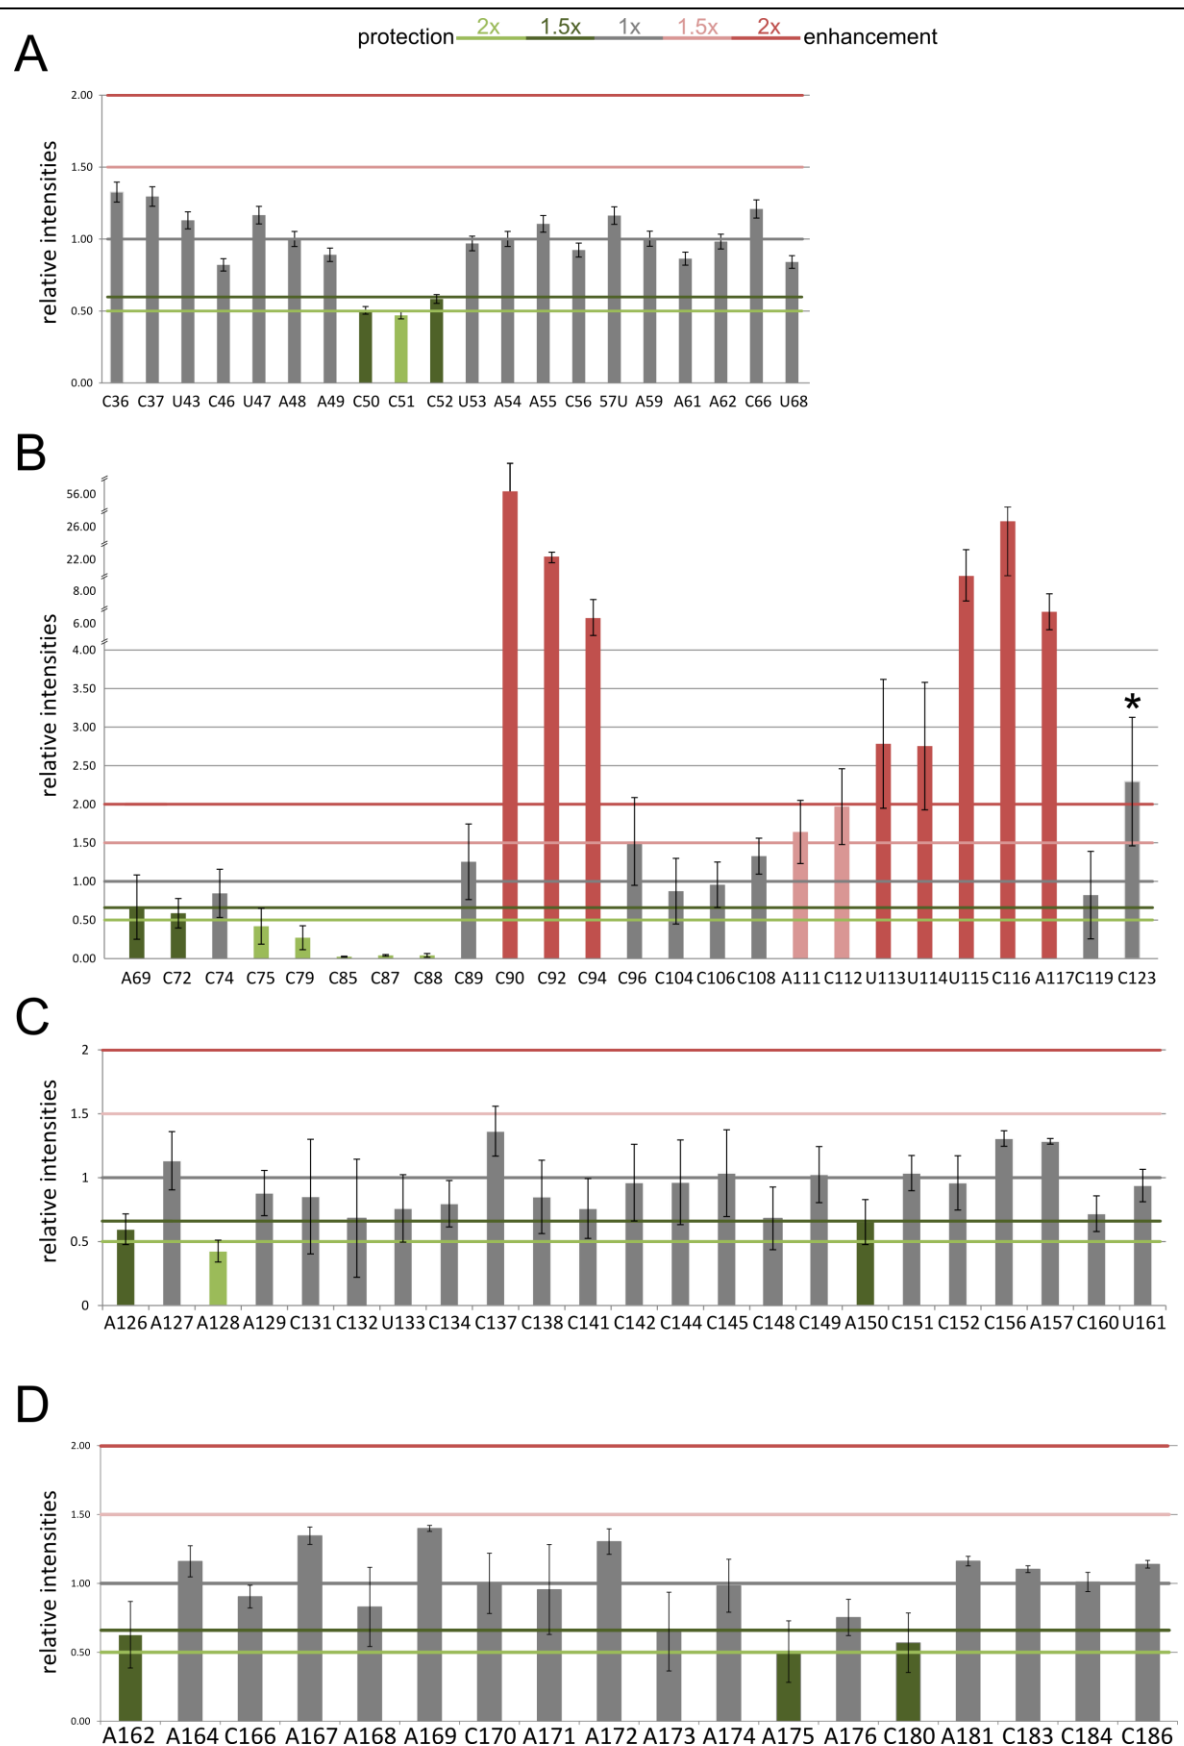 protection 2x 1.5x 1x 1.5x 2x enhancement
A
relative intensities
2.00
1.50
1.00
0.50
0.00
C36 C37 U43 C46 U47 A48 A49 C50 C51 C52 U53 A54 A55 C56 57U A59 A61 A62 C66 U68
B
relative intensities
relative intensities
56.00
26.00
22.00
8.00
6.00
4.00
3.50
3.00
2.50
2.00
1.50
1.00
0.50
0.00
*
A69 C72 C74 C75 C79 C85 C87 C88 C89 C90 C92 C94 C96 C104 C106 C108 A111 C112 U113 U114 U115 C116 A117 C119 C123
C
relative intensities
2
1.5
1
0.5
0
A126 A127 A128 A129 C131 C132 U133 C134 C137 C138 C141 C142 C144 C145 C148 C149 A150 C151 C152 C156 A157 C160 U161
D
relative intensities
2.00
1.50
1.00
0.50
0.00
A162 A164 C166 A167 A168 A169 C170 A171 A172 A173 A174 A175 A176 C180 A181 C183 C184 C186